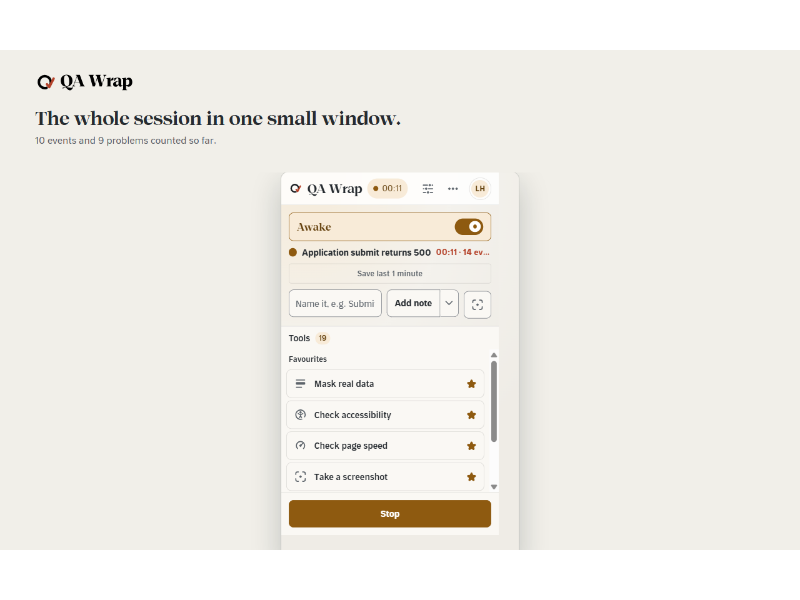 QA Wrap
The whole session in one small window.
10 events and 9 problems counted so far.
QA Wrap 00:11 LH
Awake
Application submit returns 500 00:11 · 14 ev...
Save last 1 minute
Name it, e.g. Submi Add note
Tools 19
Favourites
Mask real data
Check accessibility
Check page speed
Take a screenshot
Stop